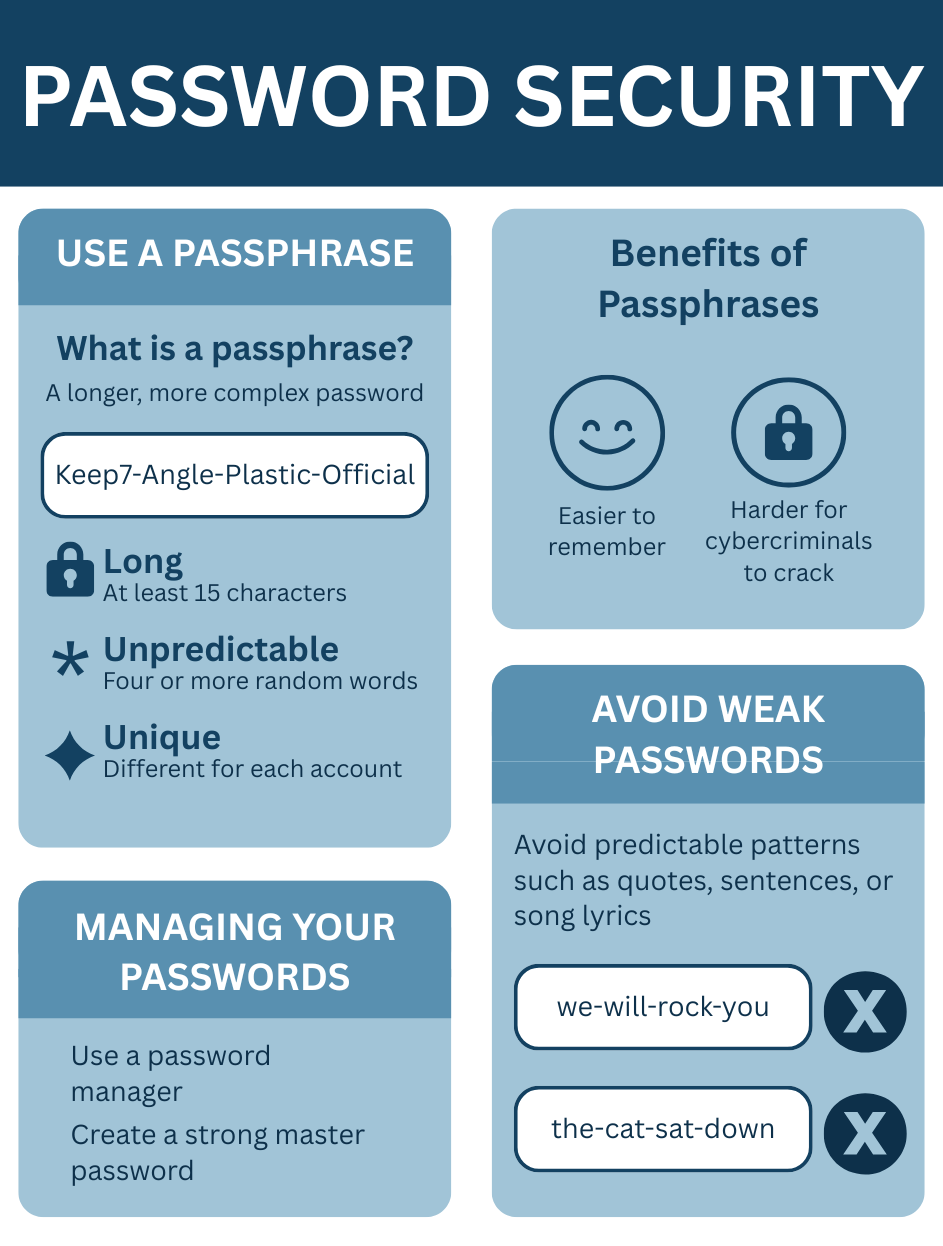 PASSWORD SECURITY
USE A PASSPHRASE
What is a passphrase?
A longer, more complex password
Keep7-Angle-Plastic-Official
Long
At least 15 characters
*
Unpredictable
Four or more random words
Unique
Different for each account
Benefits of
Passphrases
Easier to
remember
Harder for
cybercriminals
to crack
MANAGING YOUR
PASSWORDS
Use a password
manager
Create a strong master
password
AVOID WEAK
PASSWORDS
Avoid predictable patterns
such as quotes, sentences, or
song lyrics
we-will-rock-you
X
the-cat-sat-down
X